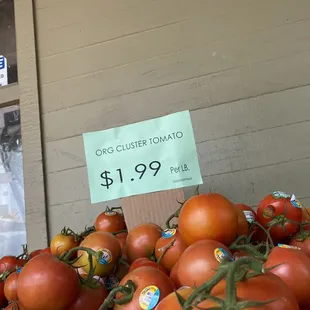 ORG CLUSTER TOMATO
$1.99 Per LB.